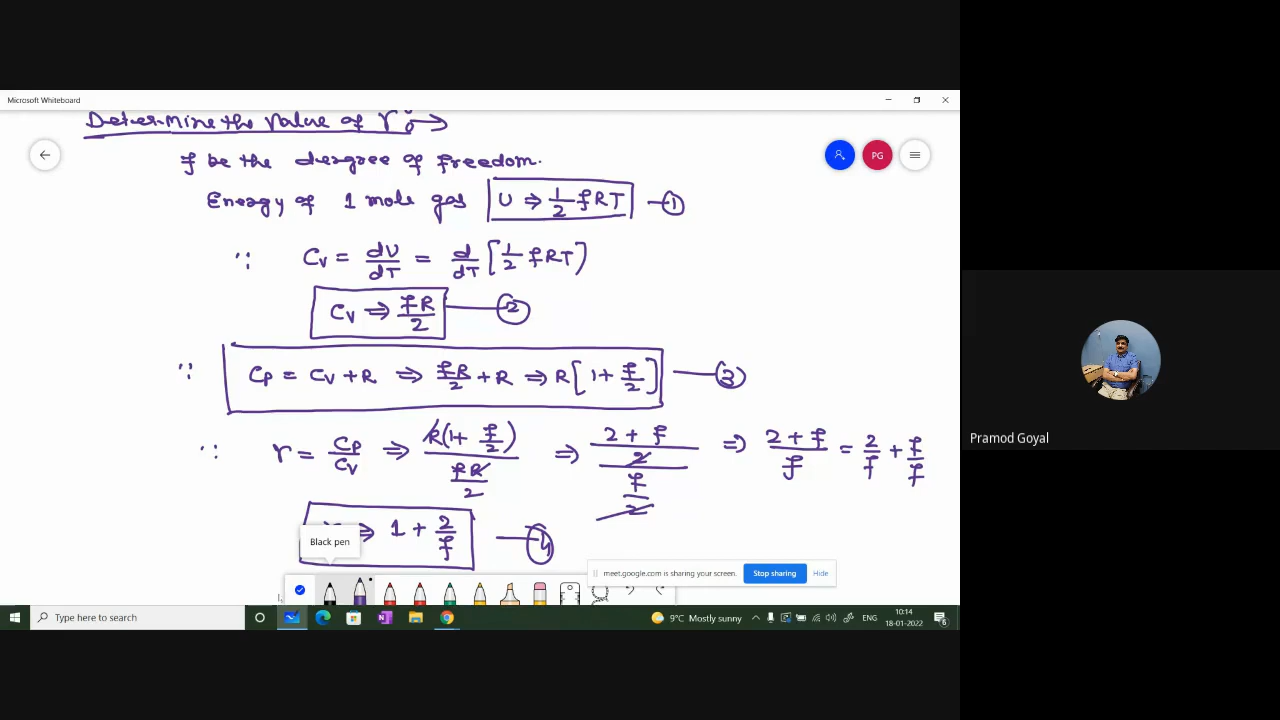 Microsoft Whiteboard
Determine the value of γ :→
f be the degree of freedom.
Energy of 1 mole gas U ⇒ 1/2 fRT —①
∵ Cv = dU/dT = d/dT [1/2 fRT]
Cv ⇒ fR/2 —②
∵ Cp = Cv + R ⇒ fR/2 + R ⇒ R[1 + f/2] —③
∵ γ = Cp/Cv ⇒ R(1 + f/2) / (fR/2) ⇒ ((2 + f)/2) / (f/2) ⇒ (2 + f)/f = 2/f + f/f
⇒ 1 + 2/f —④
Black pen
PG
Pramod Goyal
meet.google.com is sharing your screen. Stop sharing Hide
Type here to search
9°C Mostly sunny
ENG
10:14
18-01-2022
6